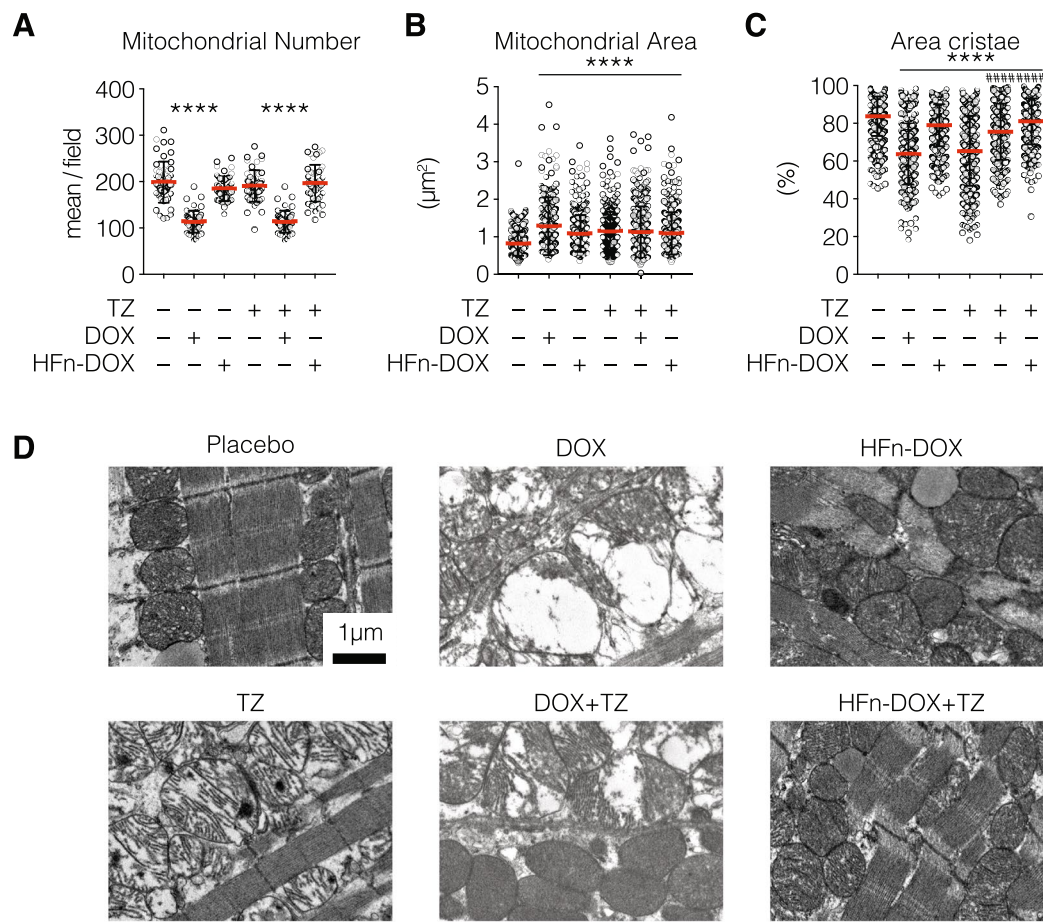 A
Mitochondrial Number
mean / field
400
300
200
100
0
**** ****
TZ – – – + + +
DOX – + – – + –
HFn-DOX – – + – – +
B
Mitochondrial Area
****
(µm²)
5
4
3
2
1
0
TZ – – – + + +
DOX – + – – + –
HFn-DOX – – + – – +
C
Area cristae
****
########
(%)
100
80
60
40
20
0
TZ – – – + + +
DOX – + – – + –
HFn-DOX – – + – – +
D
Placebo
DOX
HFn-DOX
1µm
TZ
DOX+TZ
HFn-DOX+TZ